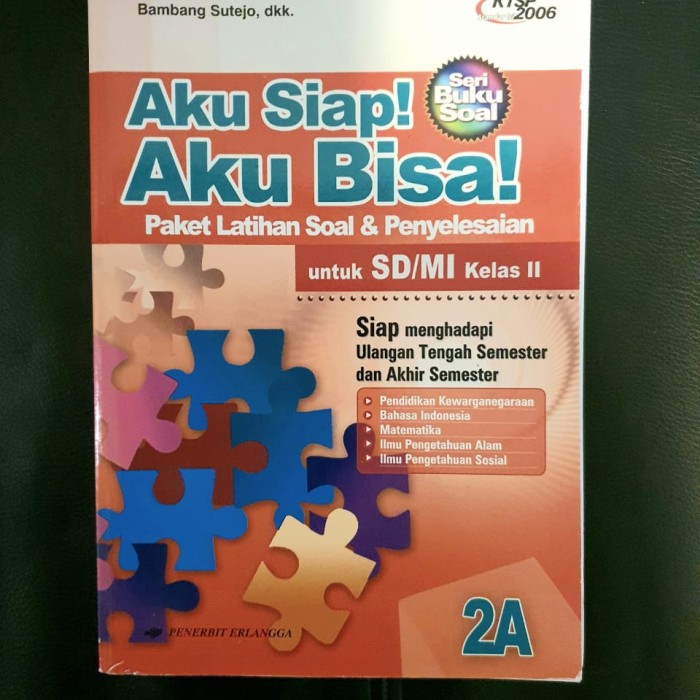 Bambang Sutejo, dkk.
KTSP
2006
Aku Siap!
Seri
Buku
Soal
Aku Bisa!
Paket Latihan Soal & Penyelesaian
untuk SD/MI Kelas II
Siap menghadapi
Ulangan Tengah Semester
dan Akhir Semester
Pendidikan Kewarganegaraan
Bahasa Indonesia
Matematika
Ilmu Pengetahuan Alam
Ilmu Pengetahuan Sosial
PENERBIT ERLANGGA
2A